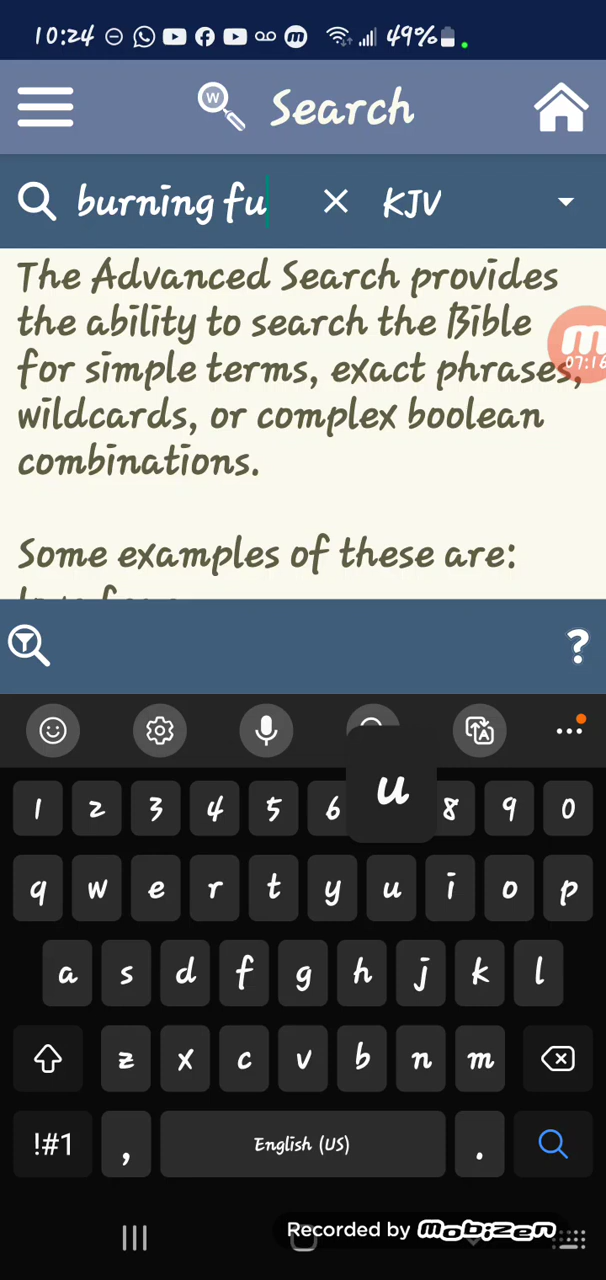 10:24 49%
W Search
burning fu KJV
The Advanced Search provides
the ability to search the Bible
for simple terms, exact phrases,
wildcards, or complex boolean
combinations.
07:16
Some examples of these are:
?
u
1 2 3 4 5 6 8 9 0
q w e r t y u i o p
a s d f g h j k l
z x c v b n m
!#1 , English (US) .
Recorded by mobizen